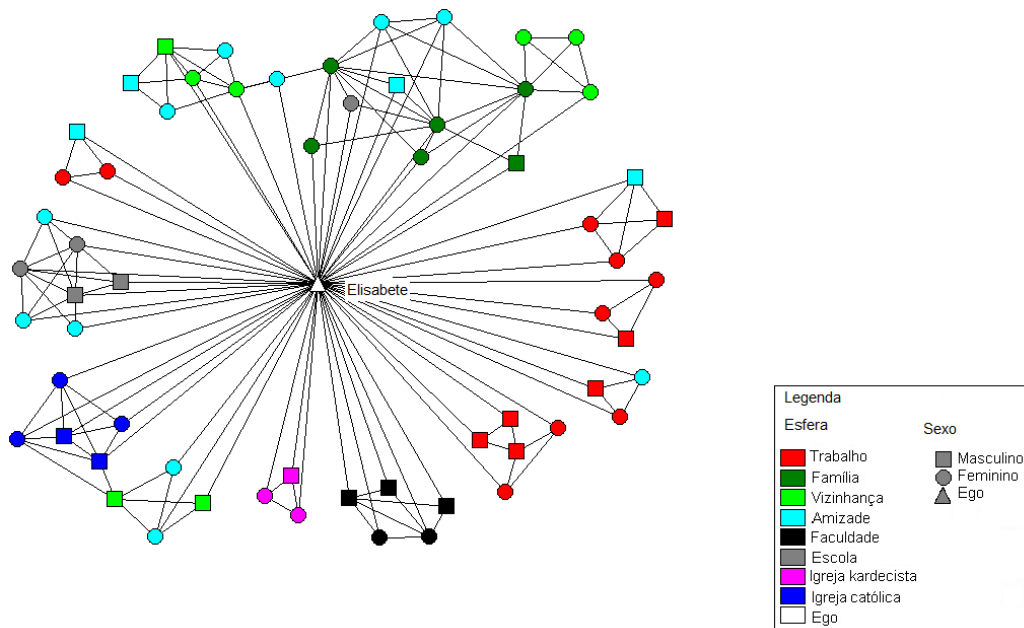 Elisabete
Legenda
Esfera
Sexo
Trabalho
Família
Vizinhança
Amizade
Faculdade
Escola
Igreja kardecista
Igreja católica
Ego
Masculino
Feminino
Ego